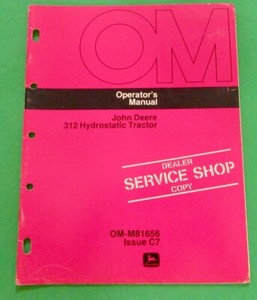 OM
Operator's
Manual
John Deere
312 Hydrostatic Tractor
DEALER
SERVICE SHOP
COPY
OM-M81656
Issue C7